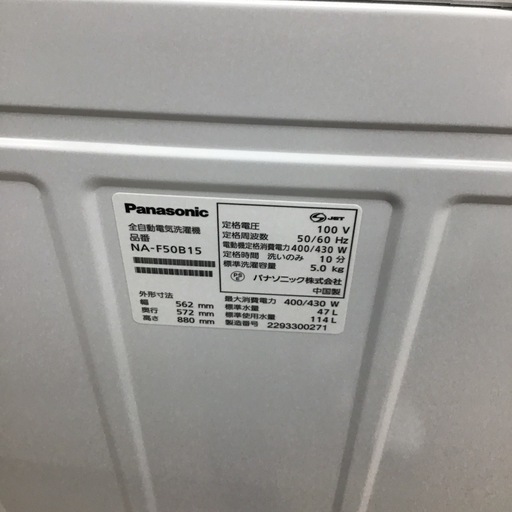 Panasonic
全自動電気洗濯機
品番
NA-F50B15
外形寸法
幅 562 mm
奥行 572 mm
高さ 880 mm
JET
定格電圧 100 V
定格周波数 50/60 Hz
電動機定格消費電力 400/430 W
定格時間 洗いのみ 10 分
標準洗濯容量 5.0 kg
PS E パナソニック株式会社
中国製
最大消費電力 400/430 W
標準水量 47 L
標準使用水量 114 L
製造番号 2293300271